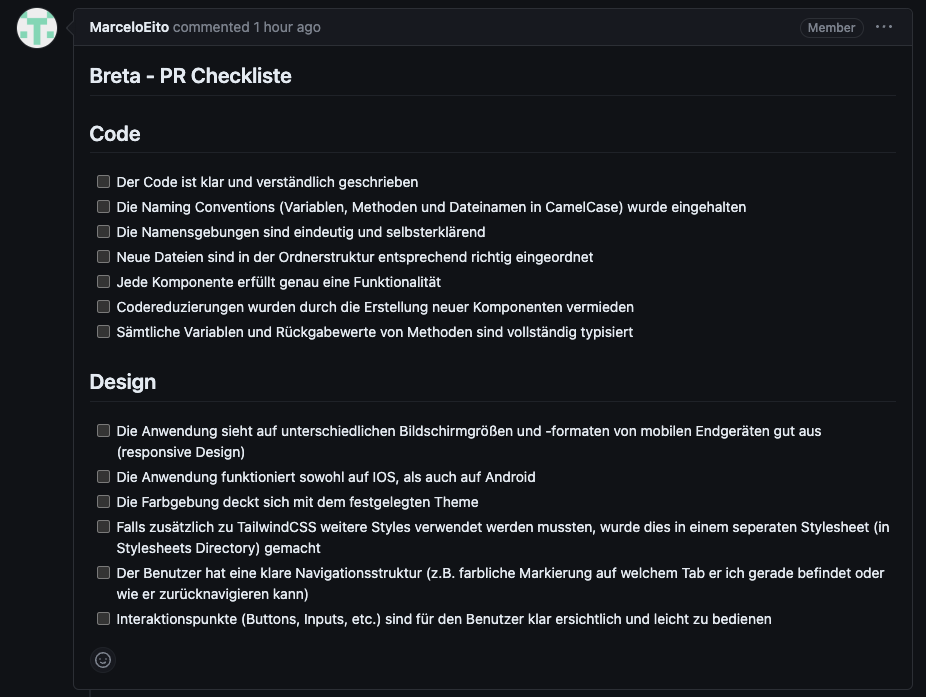 MarceloEito commented 1 hour ago Member
Breta - PR Checkliste
Code
Der Code ist klar und verständlich geschrieben
Die Naming Conventions (Variablen, Methoden und Dateinamen in CamelCase) wurde eingehalten
Die Namensgebungen sind eindeutig und selbsterklärend
Neue Dateien sind in der Ordnerstruktur entsprechend richtig eingeordnet
Jede Komponente erfüllt genau eine Funktionalität
Codereduzierungen wurden durch die Erstellung neuer Komponenten vermieden
Sämtliche Variablen und Rückgabewerte von Methoden sind vollständig typisiert
Design
Die Anwendung sieht auf unterschiedlichen Bildschirmgrößen und -formaten von mobilen Endgeräten gut aus
(responsive Design)
Die Anwendung funktioniert sowohl auf IOS, als auch auf Android
Die Farbgebung deckt sich mit dem festgelegten Theme
Falls zusätzlich zu TailwindCSS weitere Styles verwendet werden mussten, wurde dies in einem seperaten Stylesheet (in
Stylesheets Directory) gemacht
Der Benutzer hat eine klare Navigationsstruktur (z.B. farbliche Markierung auf welchem Tab er ich gerade befindet oder
wie er zurücknavigieren kann)
Interaktionspunkte (Buttons, Inputs, etc.) sind für den Benutzer klar ersichtlich und leicht zu bedienen